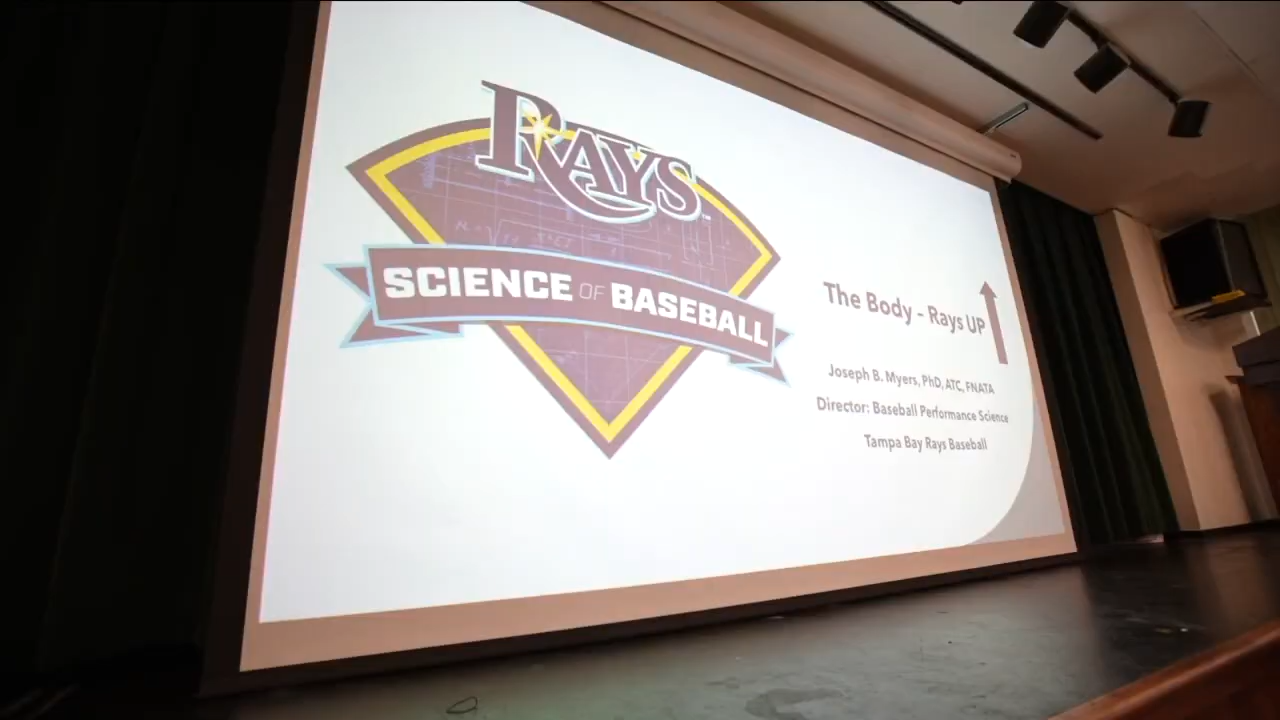 RAYS™
SCIENCE OF BASEBALL
The Body - Rays UP
Joseph B. Myers, PhD, ATC, FNATA
Director: Baseball Performance Science
Tampa Bay Rays Baseball